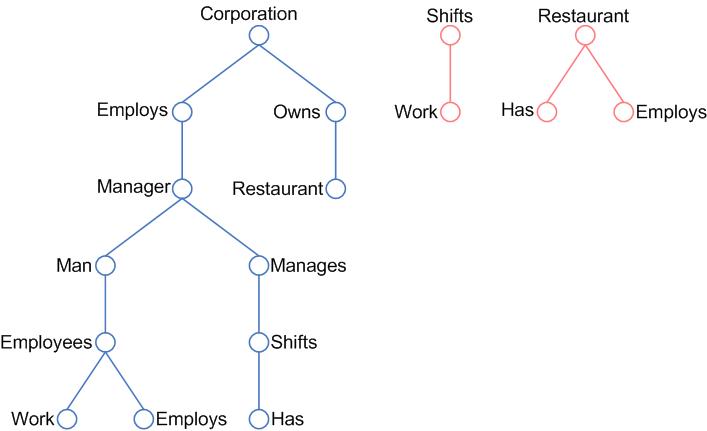 Corporation
Shifts
Restaurant
Employs
Owns
Work
Has
Employs
Manager
Restaurant
Man
Manages
Employees
Shifts
Work
Employs
Has